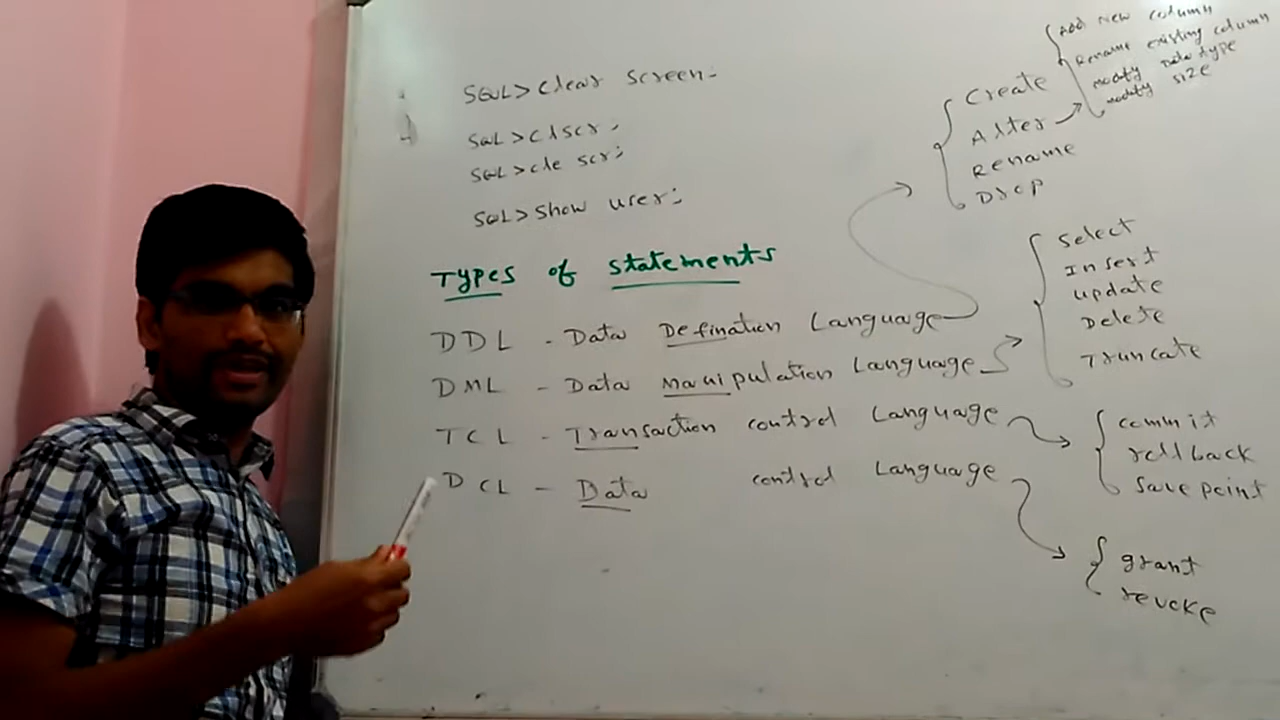 SQL> clear screen;
SQL> cl scr;
SQL> cle scr;
SQL> show user;
Types of statements
DDL - Data Defination Language
DML - Data Manipulation Language
TCL - Transaction control Language
DCL - Data control Language
Create
Alter
Rename
Drop
Add new column
Rename existing column
modify Data type
modify size
Select
Insert
update
Delete
Truncate
commit
rollback
save point
grant
revoke